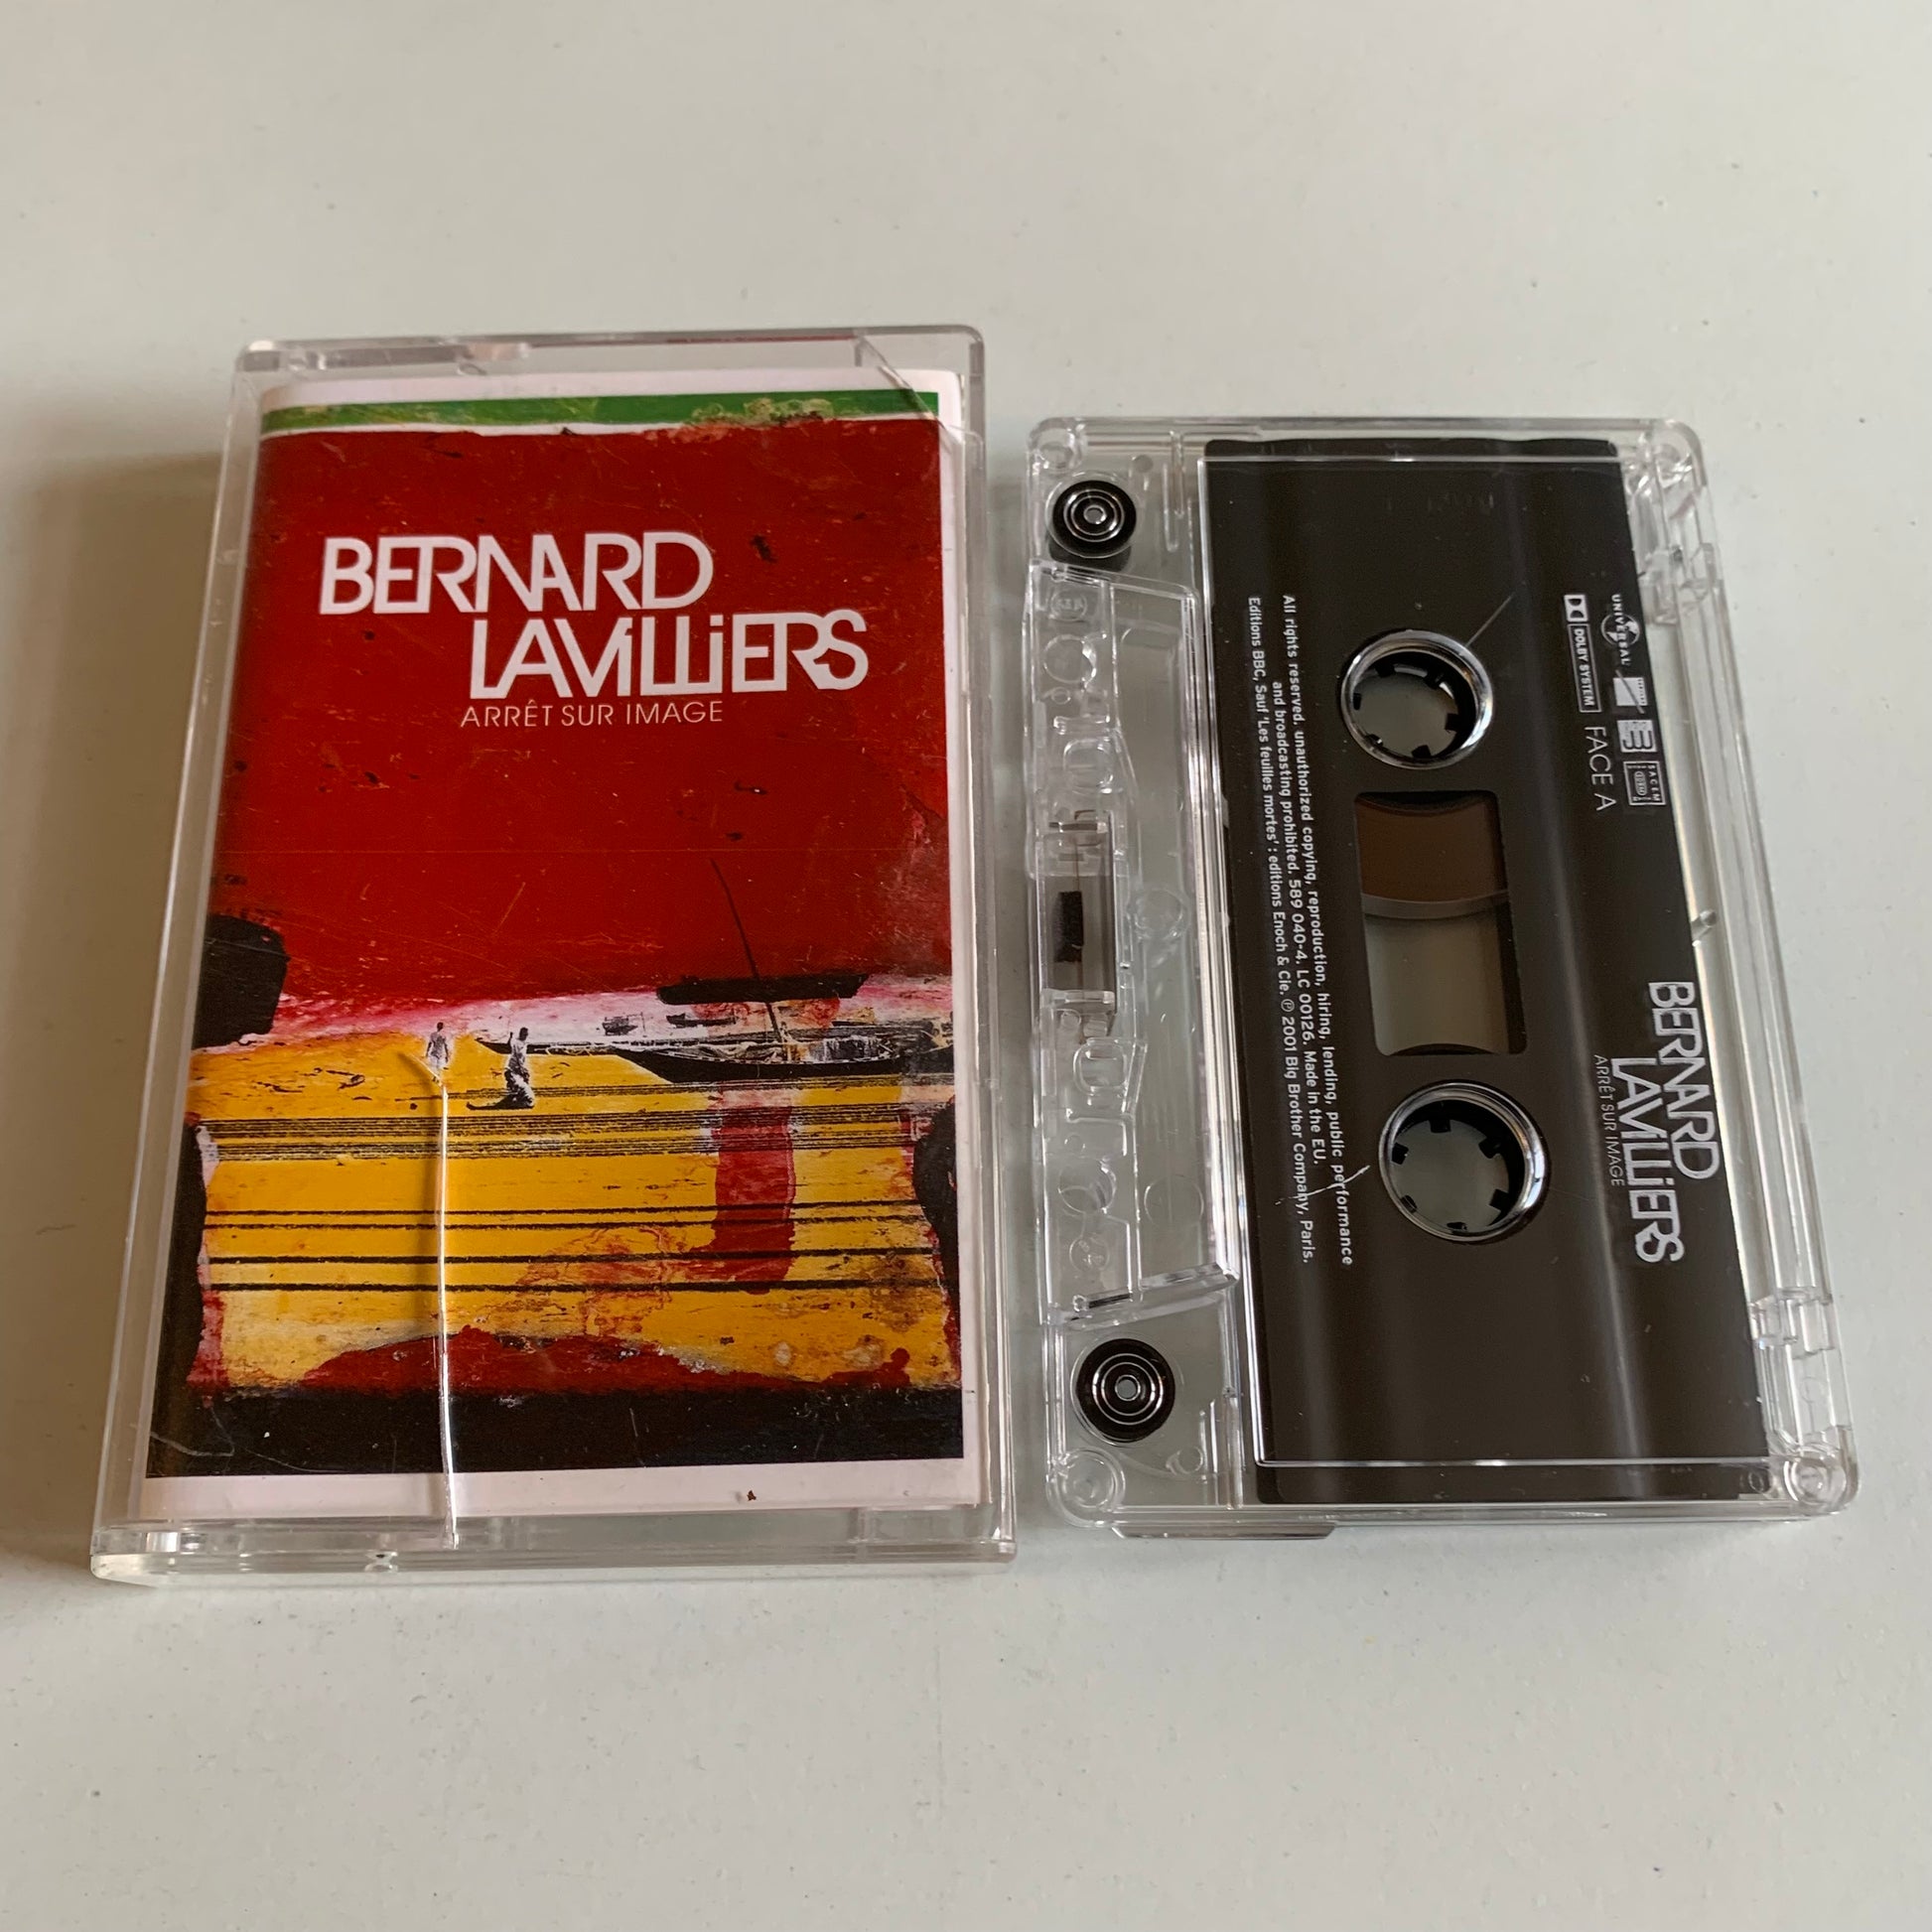 BERNARD
LAVILLIERS
ARRÊT SUR IMAGE
UNIVERSAL
SACEM
DOLBY SYSTEM
FACE A
BERNARD
LAVILLIERS
ARRÊT SUR IMAGE
All rights reserved. unauthorized copying, reproduction, hiring, lending, public performance
and broadcasting prohibited. 589 040-4. LC 00126. Made in the EU.
Editions BBC, Sauf 'Les feuilles mortes' : editions Enoch & Cie. ℗ 2001 Big Brother Company, Paris.